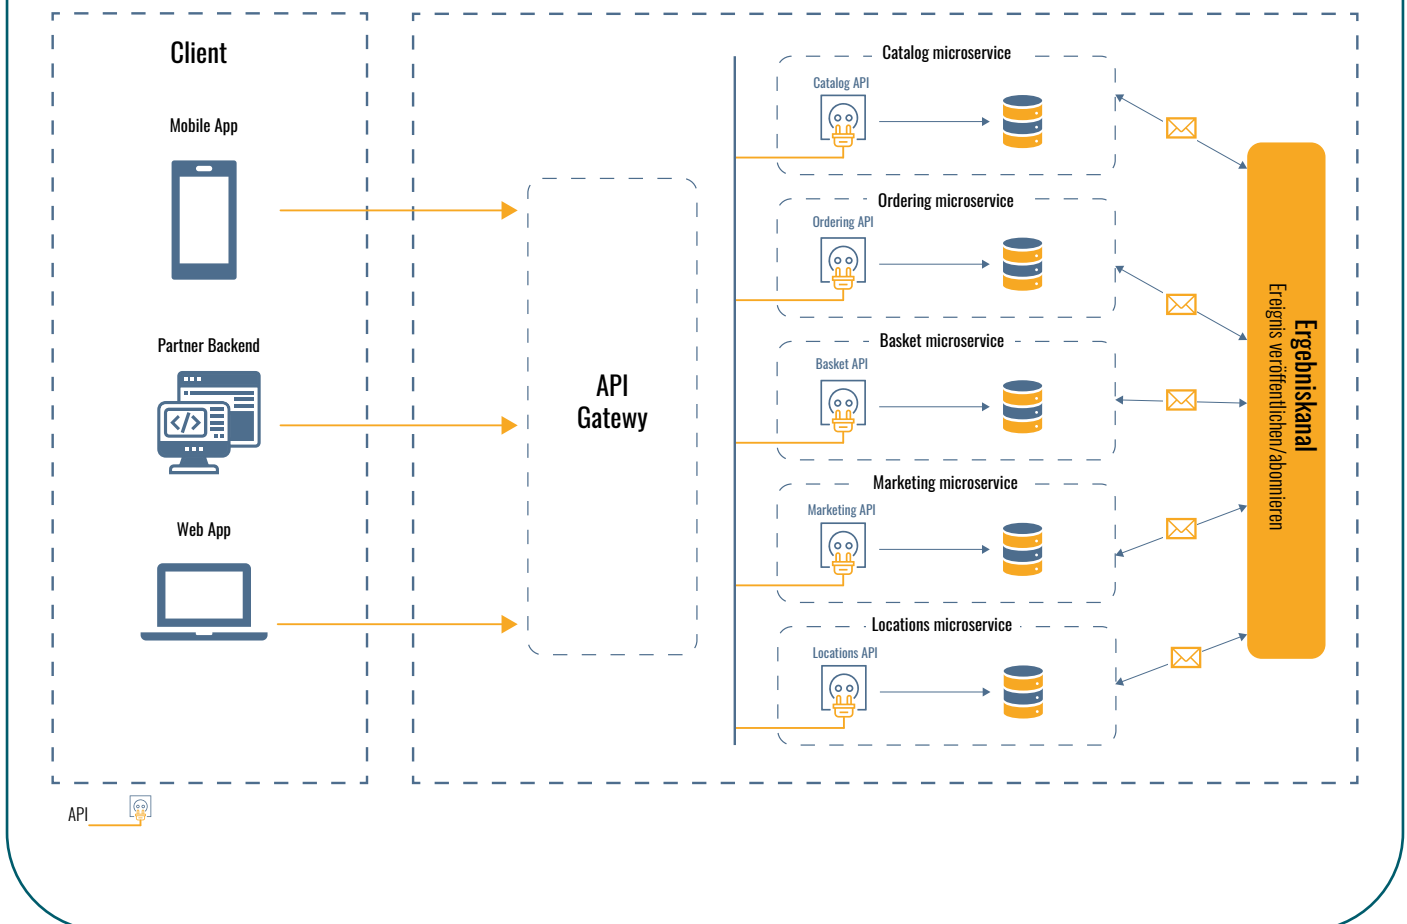 Client
Mobile App
Partner Backend
Web App
API
Gatewy
Catalog microservice
Catalog API
Ordering microservice
Ordering API
Basket microservice
Basket API
Marketing microservice
Marketing API
Locations microservice
Locations API
Ergebniskanal
Ereignis veröffentlichen/abonnieren
API